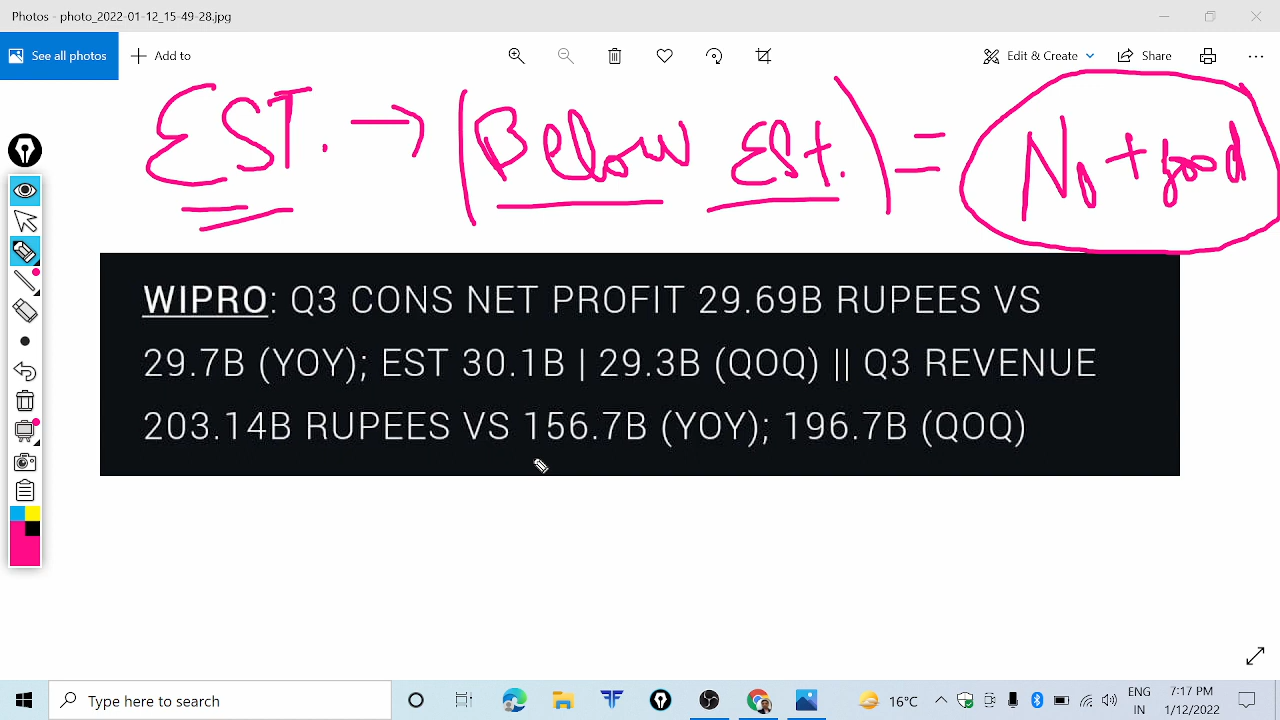 Photos - photo_2022-01-12_15-49-28.jpg
See all photos
Add to
Edit & Create
Share
EST. → (Below Est.) = Not good
WIPRO: Q3 CONS NET PROFIT 29.69B RUPEES VS
29.7B (YOY); EST 30.1B | 29.3B (QOQ) || Q3 REVENUE
203.14B RUPEES VS 156.7B (YOY); 196.7B (QOQ)
Type here to search
16°C
ENG
IN
7:17 PM
1/12/2022